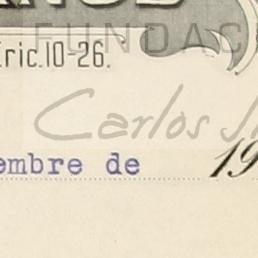 FUNDAC
Eric.10-26.
Carlos
embre de 19